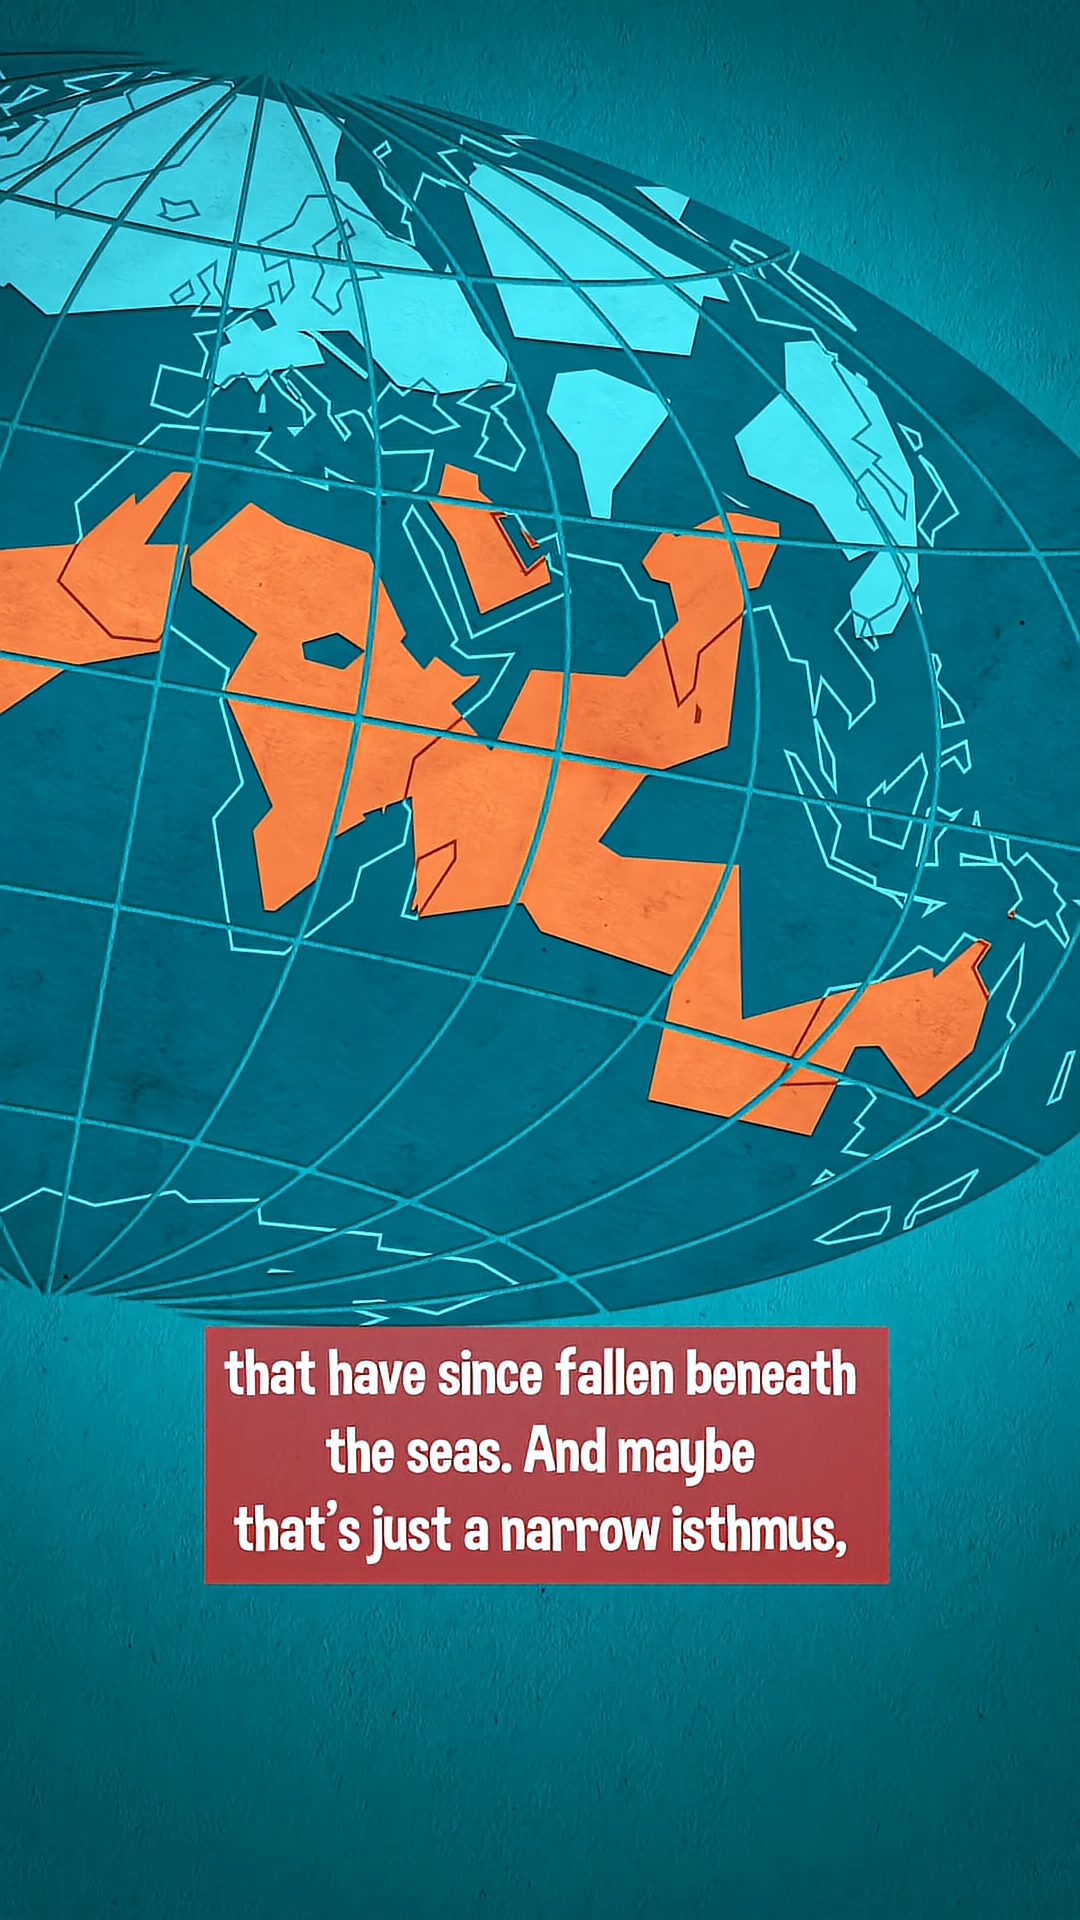 that have since fallen beneath
the seas. And maybe
that's just a narrow isthmus,